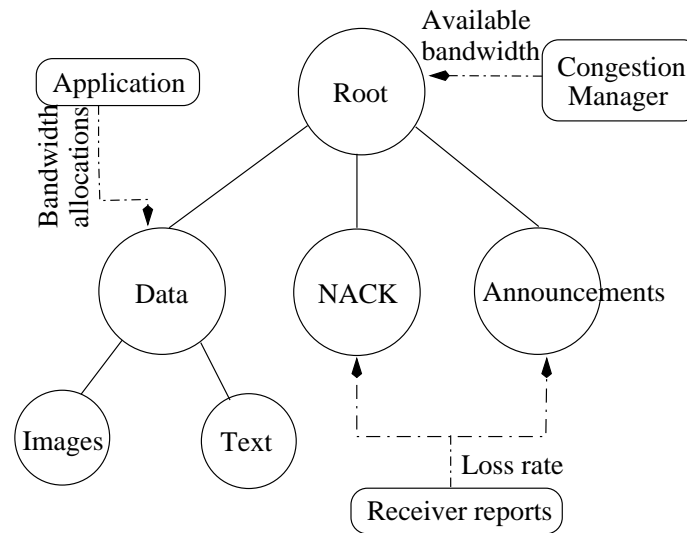 Available
bandwidth
Application
Congestion
Manager
Root
Bandwidth
allocations
Data
NACK
Announcements
Images
Text
Loss rate
Receiver reports